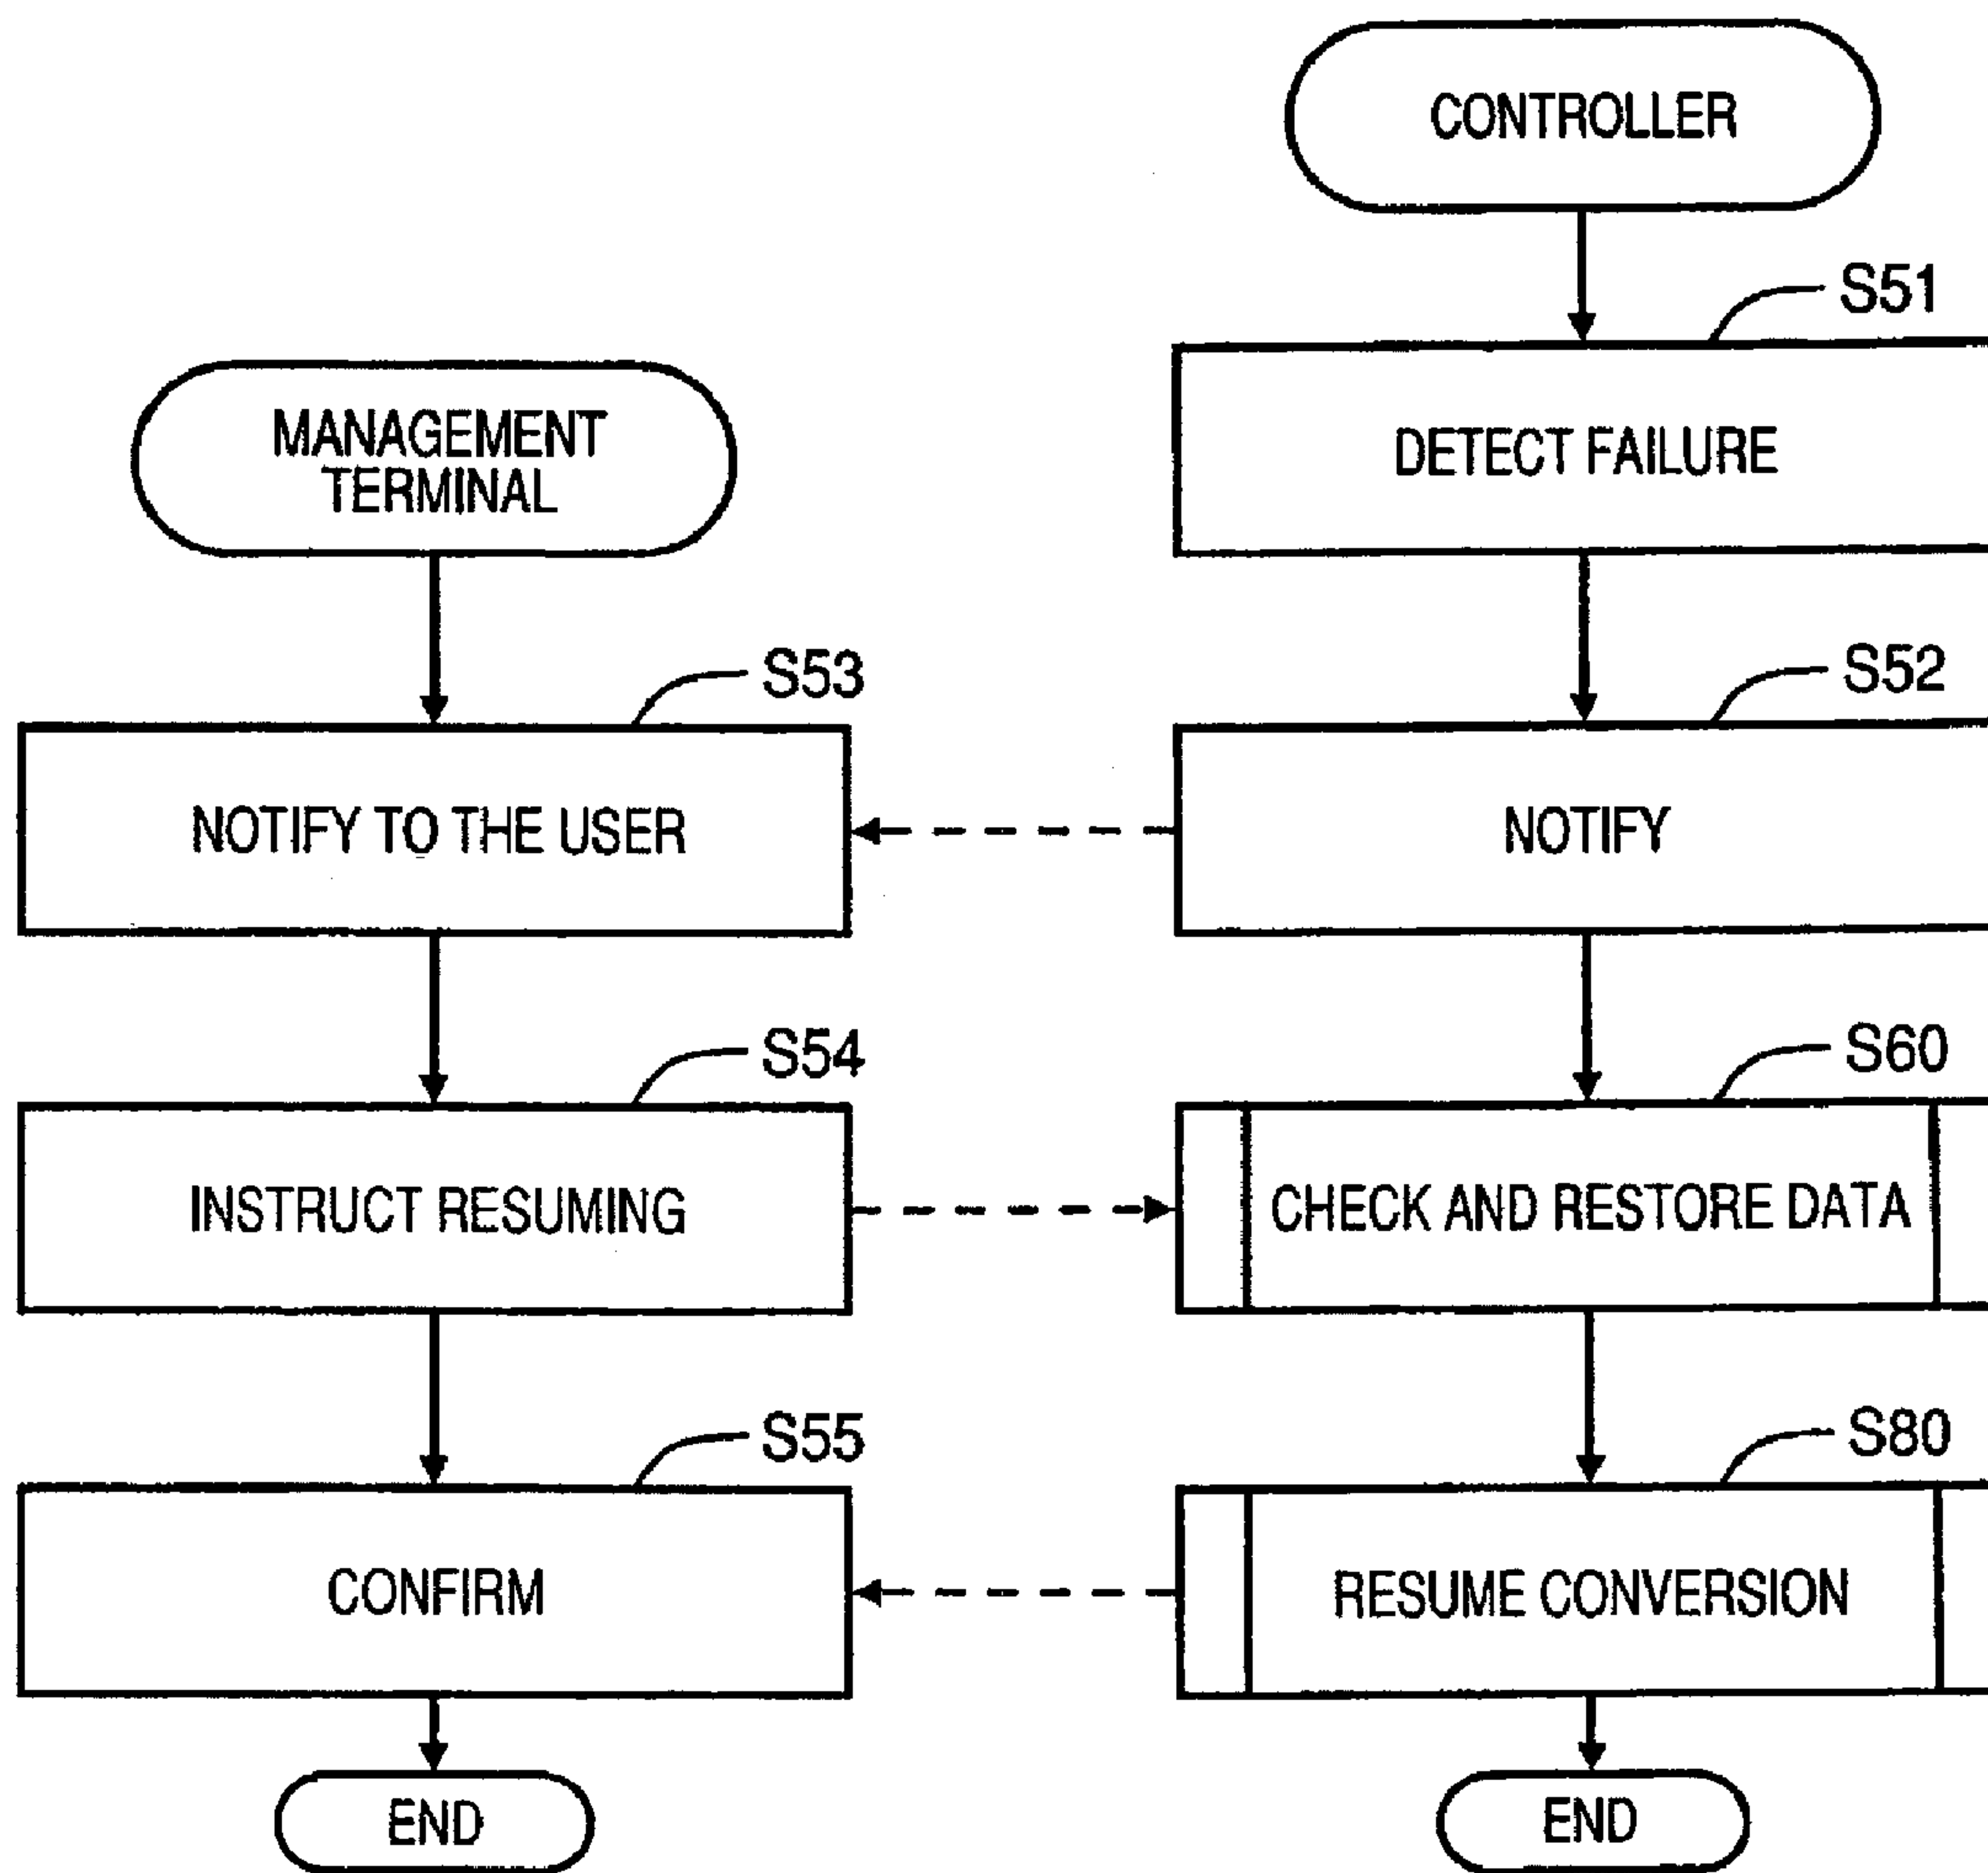 CONTROLLER
S51
DETECT FAILURE
MANAGEMENT
TERMINAL
S53
S52
NOTIFY TO THE USER
NOTIFY
S54
S60
INSTRUCT RESUMING
CHECK AND RESTORE DATA
S55
S80
CONFIRM
RESUME CONVERSION
END
END